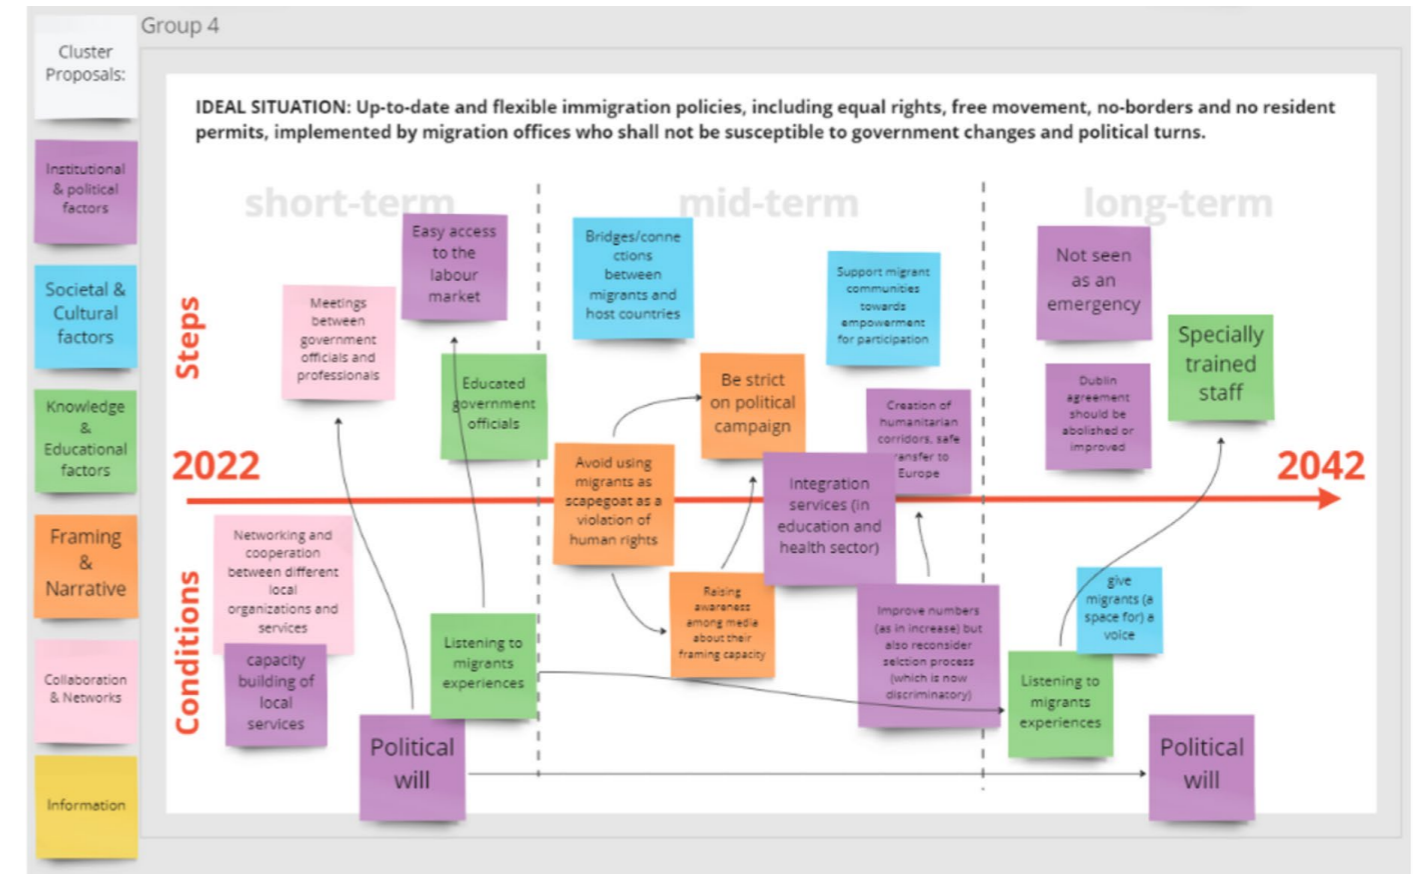 Group 4
Cluster
Proposals:
Institutional
& political
factors
Societal &
Cultural
factors
Knowledge
&
Educational
factors
Framing
&
Narrative
Collaboration
& Networks
Information
IDEAL SITUATION: Up-to-date and flexible immigration policies, including equal rights, free movement, no-borders and no resident
permits, implemented by migration offices who shall not be susceptible to government changes and political turns.
short-term
mid-term
long-term
Steps
Meetings
between
government
officials and
professionals
Easy access
to the
labour
market
Educated
government
officials
Bridges/conne
ctions
between
migrants and
host countries
Support migrant
communities
towards
empowerment
for participation
Be strict
on political
campaign
Creation of
humanitarian
corridors, safe
ransfer to
Europe
Not seen
as an
emergency
Specially
trained
staff
Dublin
agreement
should be
abolished or
improved
2022
2042
Avoid using
migrants as
scapegoat as a
violation of
human rights
Integration
services (in
education and
health sector)
Conditions
Networking and
cooperation
between different
local
organizations and
services
capacity
building of
local
services
Political
will
Listening to
migrants
experiences
Raising
awareness
among media
about their
framing capacity
Improve numbers
(as in increase) but
also reconsider
selction process
(which is now
discriminatory)
give
migrants (a
space for) a
voice
Listening to
migrants
experiences
Political
will